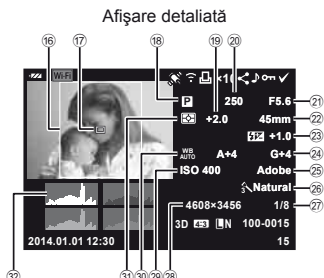 Afişare detaliată
16 17 18 19 20
Wi-Fi ×10
P 250 F5.6 21
+2.0 45mm 22
+1.0 23
WB AUTO A+4 G+4 24
ISO 400 Adobe 25
Natural 26
4608×3456 1/8 27
3D 4:3 LN 100-0015
2014.01.01 12:30 15
32 31 30 29 28